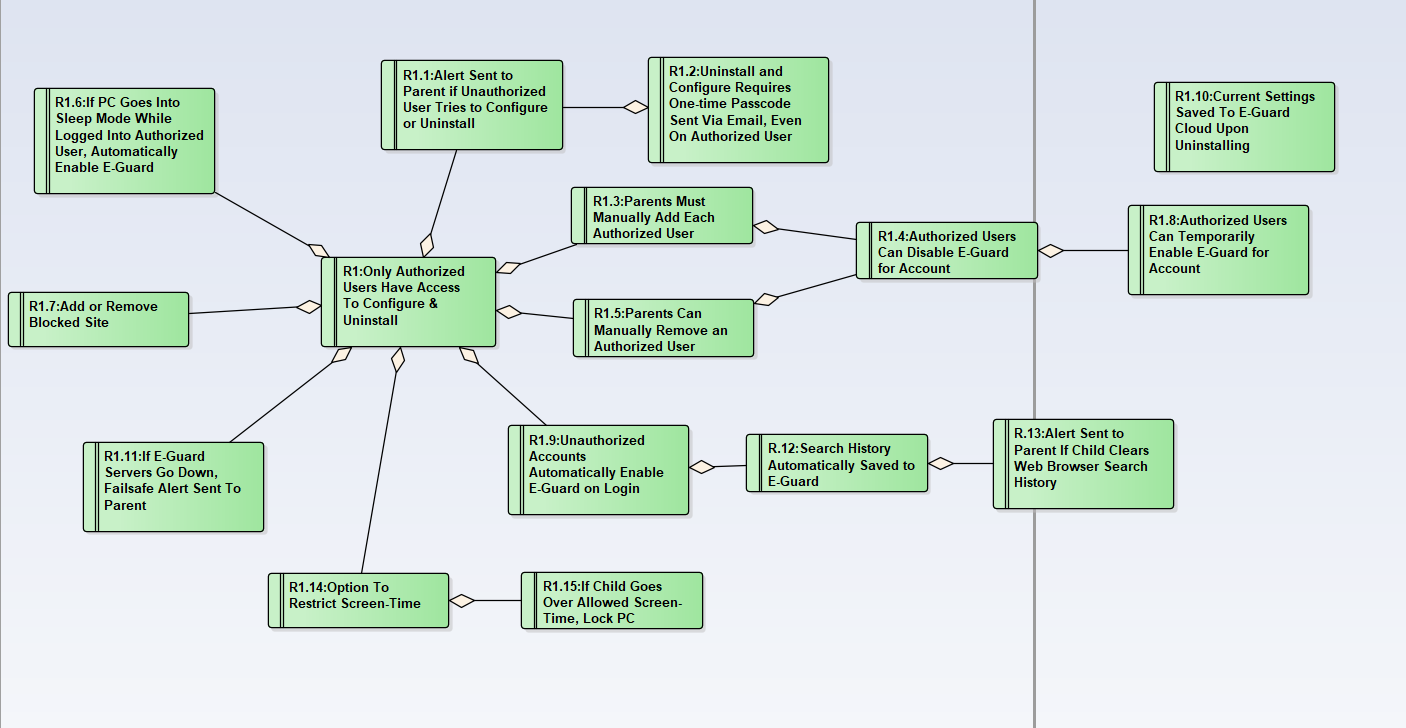 R1.1:Alert Sent to
Parent if Unauthorized
User Tries to Configure
or Uninstall
R1.2:Uninstall and
Configure Requires
One-time Passcode
Sent Via Email, Even
On Authorized User
R1.6:If PC Goes Into
Sleep Mode While
Logged Into Authorized
User, Automatically
Enable E-Guard
R1.10:Current Settings
Saved To E-Guard
Cloud Upon
Uninstalling
R1.3:Parents Must
Manually Add Each
Authorized User
R1.4:Authorized Users
Can Disable E-Guard
for Account
R1.8:Authorized Users
Can Temporarily
Enable E-Guard for
Account
R1:Only Authorized
Users Have Access
To Configure &
Uninstall
R1.7:Add or Remove
Blocked Site
R1.5:Parents Can
Manually Remove an
Authorized User
R1.11:If E-Guard
Servers Go Down,
Failsafe Alert Sent To
Parent
R1.9:Unauthorized
Accounts
Automatically Enable
E-Guard on Login
R.12:Search History
Automatically Saved to
E-Guard
R.13:Alert Sent to
Parent If Child Clears
Web Browser Search
History
R1.14:Option To
Restrict Screen-Time
R1.15:If Child Goes
Over Allowed Screen-
Time, Lock PC